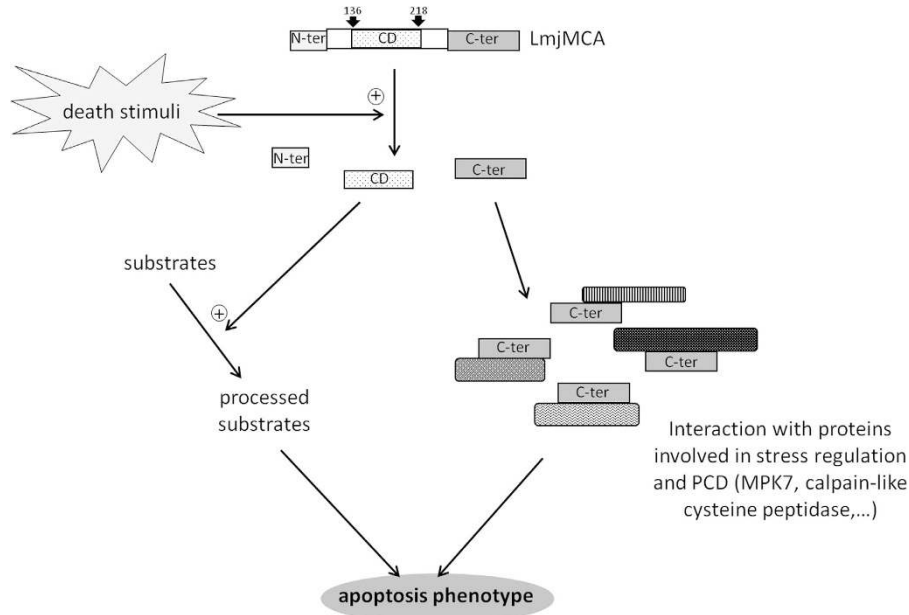 136 218
N-ter CD C-ter LmjMCA
+
death stimuli
N-ter
CD
C-ter
substrates
+
processed
substrates
C-ter
C-ter
C-ter
C-ter
Interaction with proteins
involved in stress regulation
and PCD (MPK7, calpain-like
cysteine peptidase,...)
apoptosis phenotype